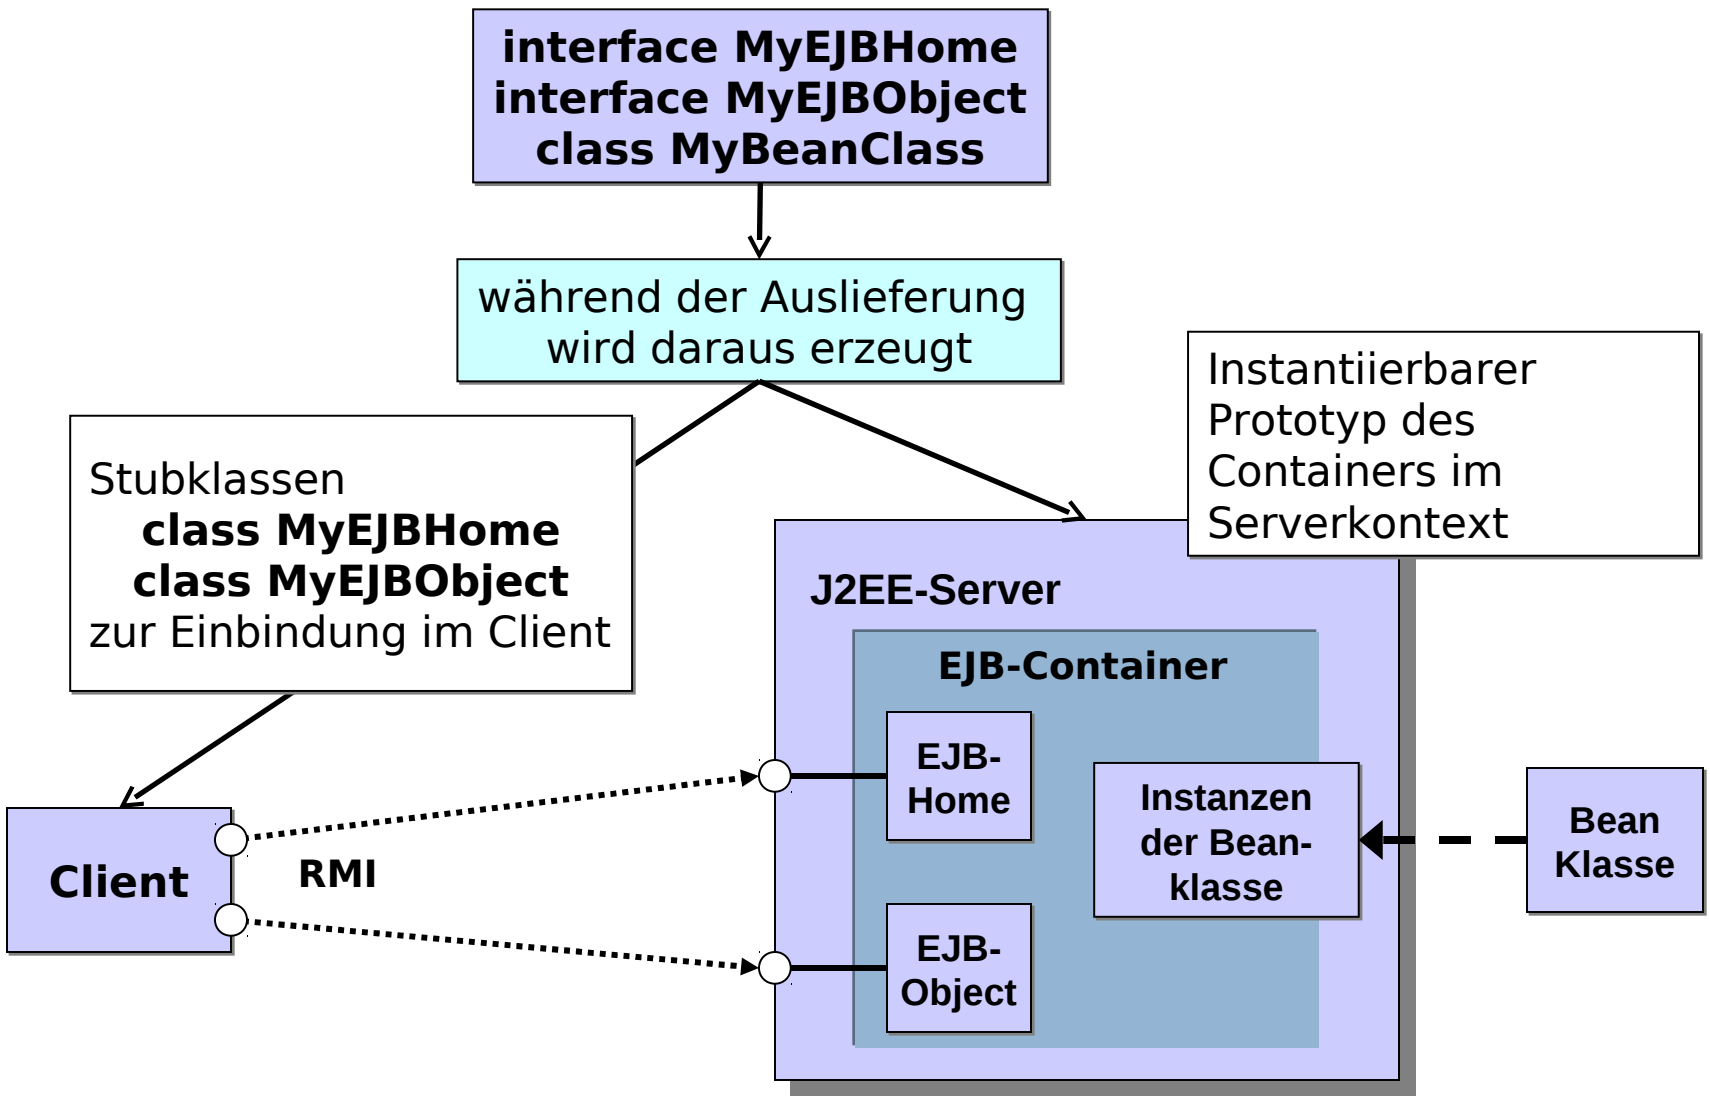 interface MyEJBHome
interface MyEJBObject
class MyBeanClass
während der Auslieferung
wird daraus erzeugt
Instantiierbarer
Prototyp des
Containers im
Serverkontext
Stubklassen
class MyEJBHome
class MyEJBObject
zur Einbindung im Client
J2EE-Server
EJB-Container
EJB-
Home
Instanzen
der Bean-
klasse
Bean
Klasse
Client
RMI
EJB-
Object